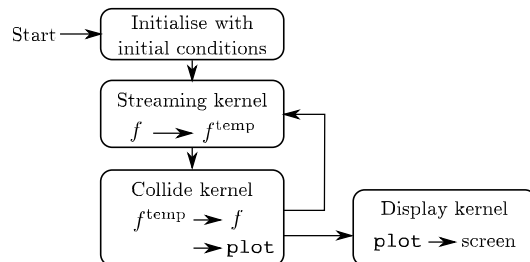 Start
Initialise with
initial conditions
Streaming kernel
f → f^temp
Collide kernel
f^temp → f
→ plot
Display kernel
plot → screen